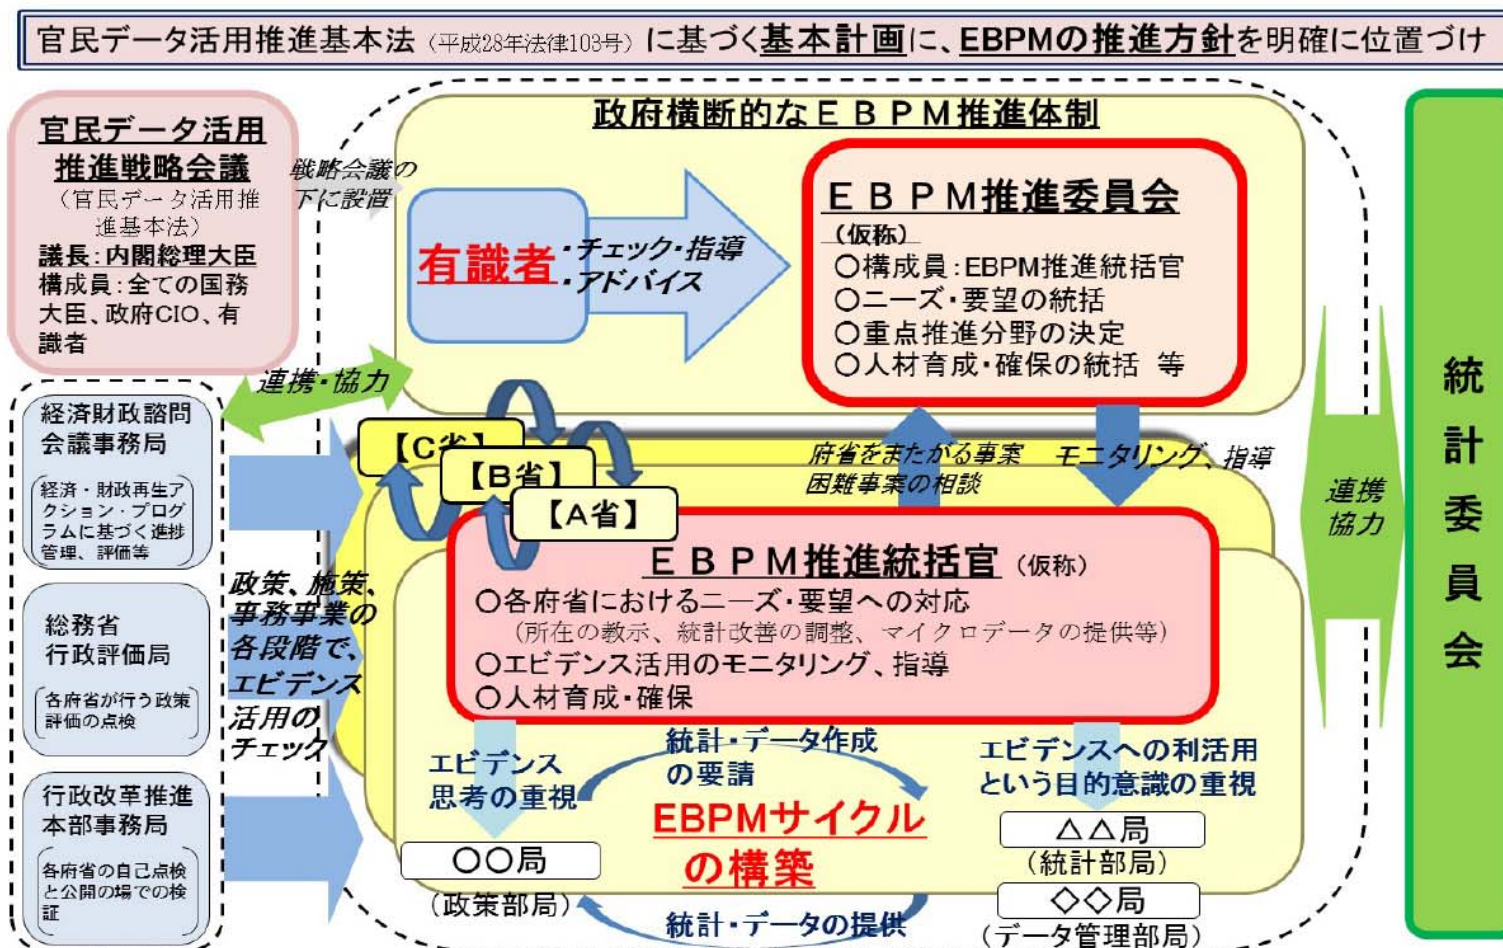 官民データ活用推進基本法（平成28年法律103号）に基づく基本計画に、EBPMの推進方針を明確に位置づけ
官民データ活用
推進戦略会議
（官民データ活用推
進基本法）
議長：内閣総理大臣
構成員：全ての国務
大臣、政府CIO、有
識者
戦略会議の
下に設置
政府横断的なＥＢＰＭ推進体制
有識者
・チェック・指導
・アドバイス
ＥＢＰＭ推進委員会
（仮称）
○構成員：EBPM推進統括官
○ニーズ・要望の統括
○重点推進分野の決定
○人材育成・確保の統括 等
連携・協力
経済財政諮問
会議事務局
経済・財政再生ア
クション・プログ
ラムに基づく進捗
管理、評価等
総務省
行政評価局
各府省が行う政策
評価の点検
行政改革推進
本部事務局
各府省の自己点検
と公開の場での検
証
政策、施策、
事務事業の
各段階で、
エビデンス
活用の
チェック
【C省】
【B省】
【A省】
府省をまたがる事案
困難事案の相談
モニタリング、指導
ＥＢＰＭ推進統括官（仮称）
○各府省におけるニーズ・要望への対応
（所在の教示、統計改善の調整、マイクロデータの提供等）
○エビデンス活用のモニタリング、指導
○人材育成・確保
エビデンス
思考の重視
統計・データ作成
の要請
エビデンスへの利活用
という目的意識の重視
EBPMサイクル
の構築
○○局
（政策部局）
統計・データの提供
△△局
（統計部局）
◇◇局
（データ管理部局）
連携
協力
統計委員会